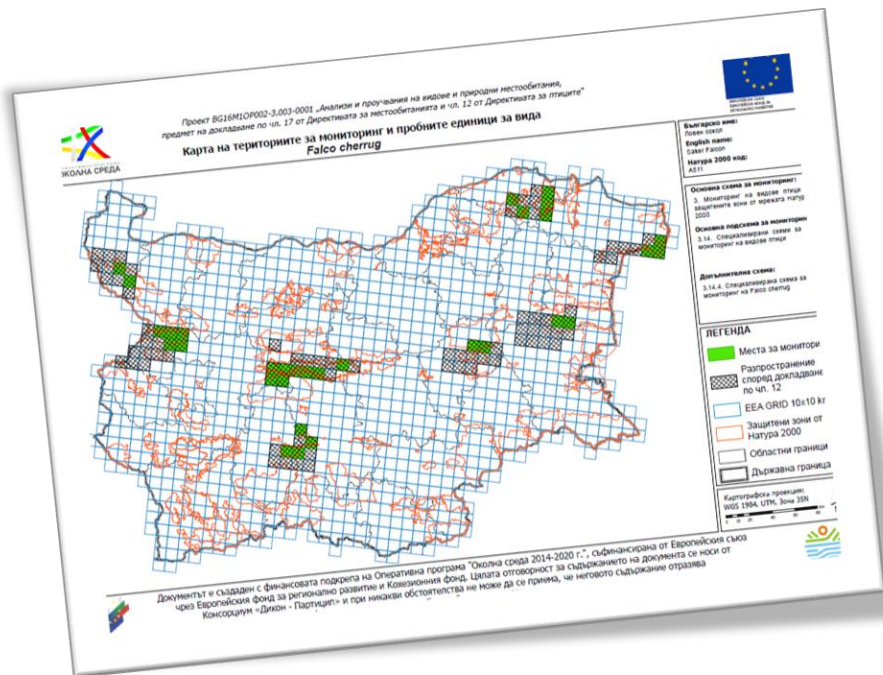 Проект BG16M1OP002-3.003-0001 „Анализи и проучвания на видове и природни местообитания,
предмет на докладване по чл. 17 от Директивата за местообитанията и чл. 12 от Директивата за птиците“
Карта на териториите за мониторинг и пробните единици за вида
Falco cherrug
ОКОЛНА СРЕДА
Българско име:
Ловен сокол
English name:
Saker Falcon
Натура 2000 код:
A511
Основна схема за мониторинг:
3. Мониторинг на видове птици
защитените зони от мрежата Натур
2000
Основна подсхема за мониторин
3.14. Специализирани схеми за
мониторинг на видове птици
Допълнителна схема:
3.14.4. Специализирана схема за
мониторинг на Falco cherrug
ЛЕГЕНДА
Места за монитори
Разпространение
според докладване
по чл. 12
EEA GRID 10x10 kr
Защитени зони от
Натура 2000
Областни граници
Държавна граница
Картографска проекция:
WGS 1984, UTM, Зона 35N
Документът е създаден с финансовата подкрепа на Оперативна програма "Околна среда 2014-2020 г.", съфинансирана от Европейския съюз
чрез Европейския фонд за регионално развитие и Кохезионния фонд. Цялата отговорност за съдържанието на документа се носи от
Консорциум «Дикон - Партицип» и при никакви обстоятелства не може да се приема, че неговото съдържание отразява